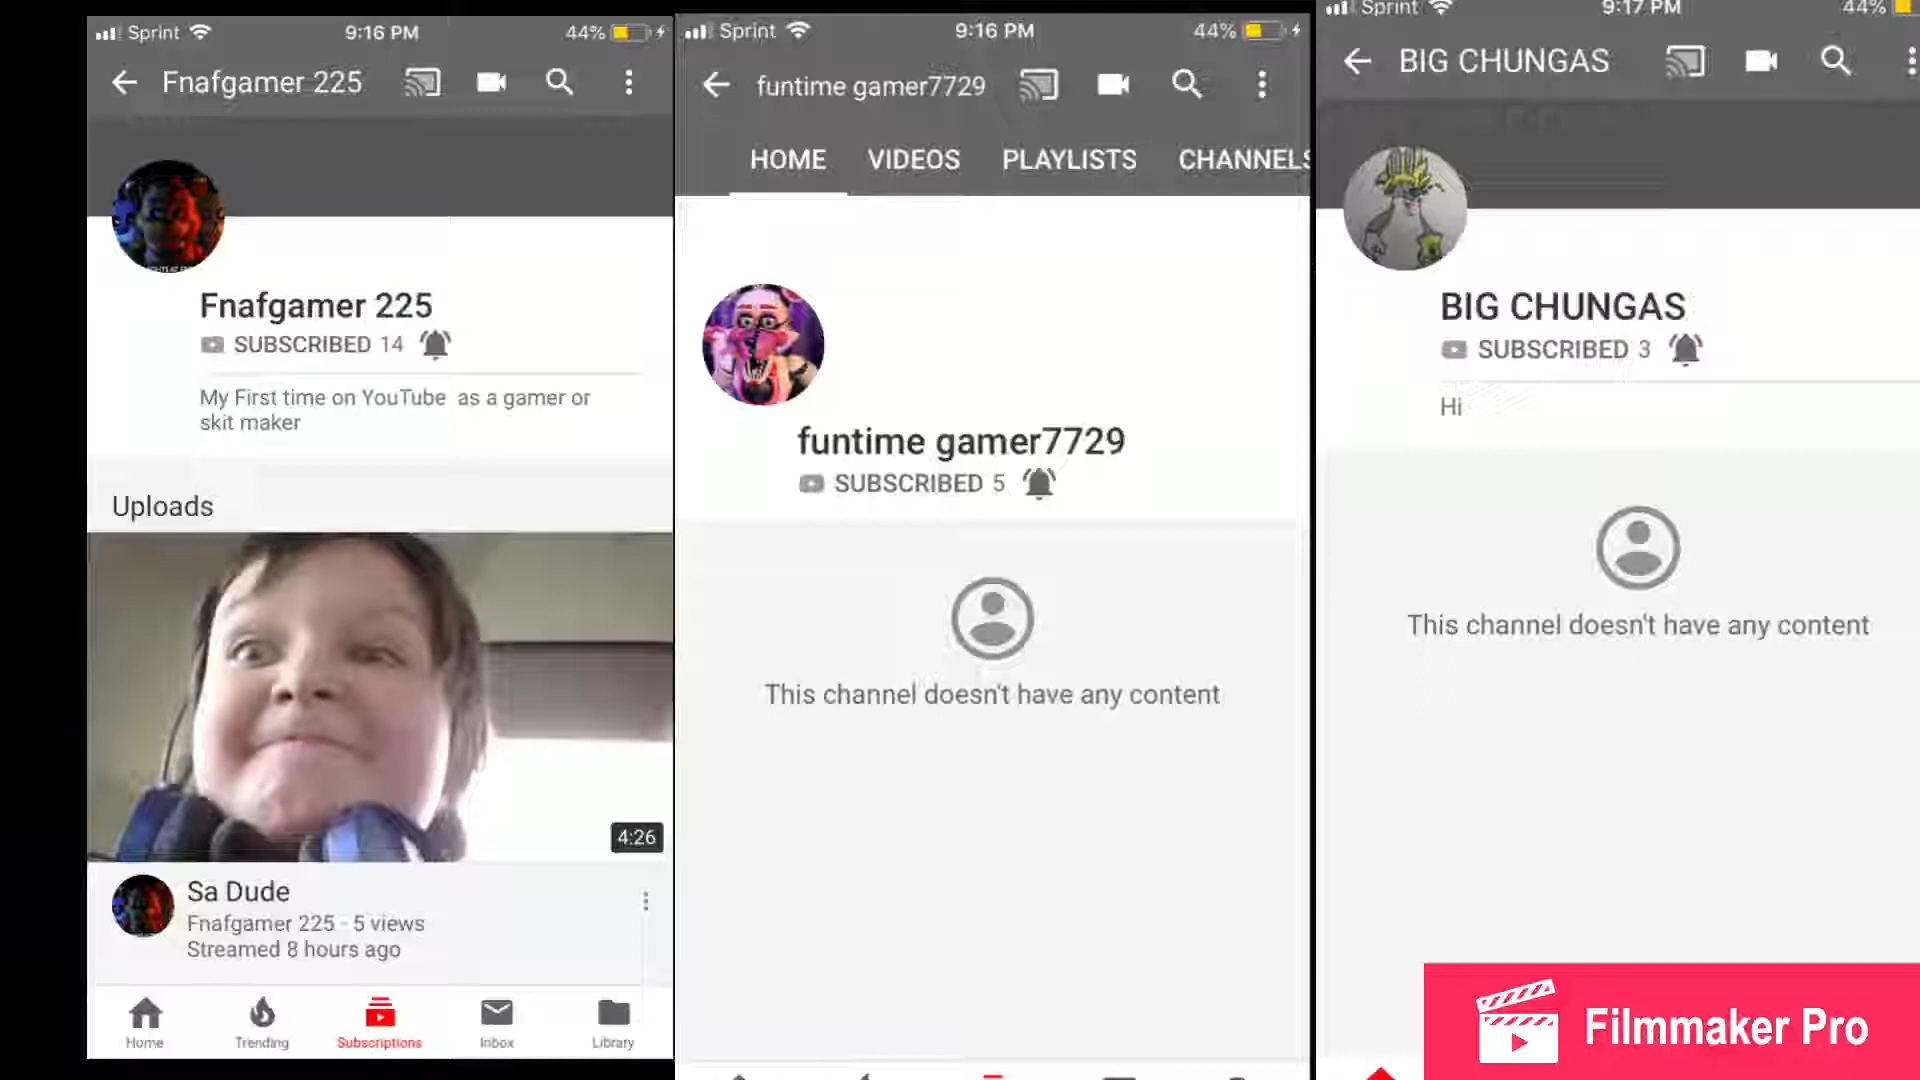 Sprint 9:16 PM 44%
Fnafgamer 225
Fnafgamer 225
SUBSCRIBED 14
My First time on YouTube as a gamer or
skit maker
Uploads
4:26
Sa Dude
Fnafgamer 225 - 5 views
Streamed 8 hours ago
Home Trending Subscriptions Inbox Library
Sprint 9:16 PM 44%
funtime gamer7729
HOME VIDEOS PLAYLISTS CHANNELS
funtime gamer7729
SUBSCRIBED 5
This channel doesn't have any content
Sprint 9:17 PM 44%
BIG CHUNGAS
BIG CHUNGAS
SUBSCRIBED 3
Hi
This channel doesn't have any content
Filmmaker Pro